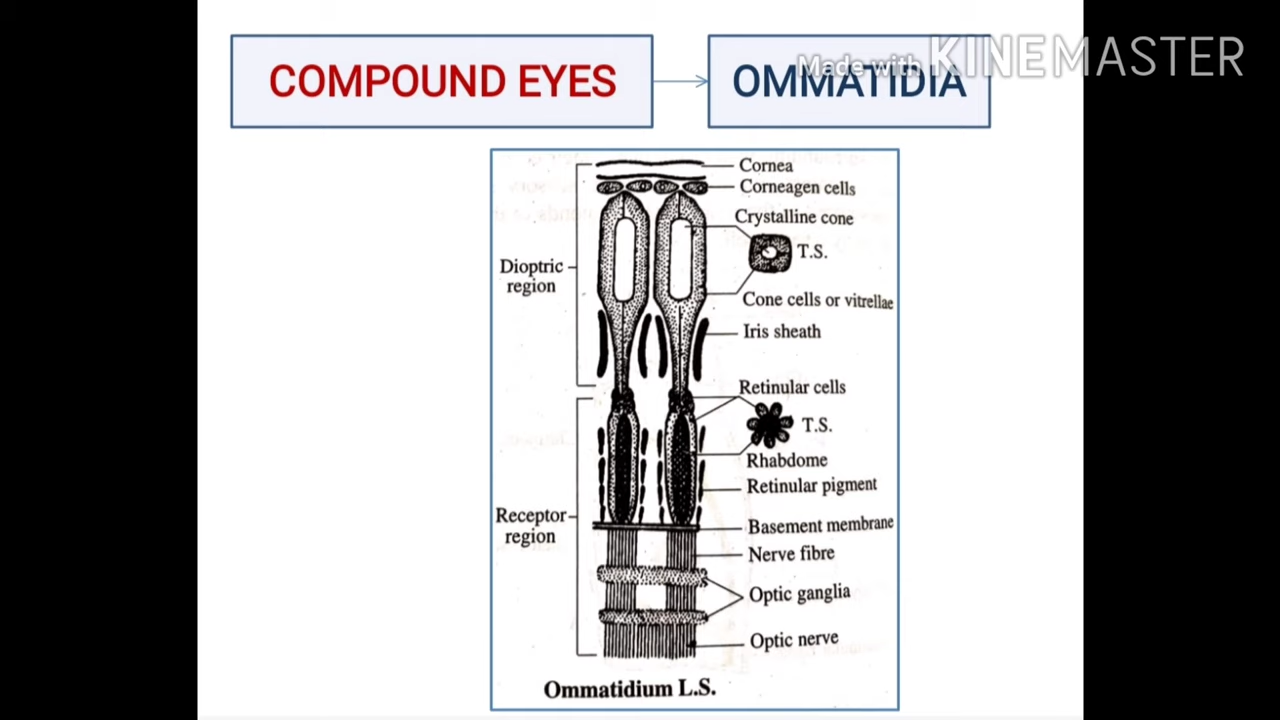 COMPOUND EYES
OMMATIDIA
Made with KINEMASTER
Cornea
Corneagen cells
Crystalline cone
T.S.
Dioptric
region
Cone cells or vitrellae
Iris sheath
Retinular cells
T.S.
Rhabdome
Retinular pigment
Receptor
region
Basement membrane
Nerve fibre
Optic ganglia
Optic nerve
Ommatidium L.S.